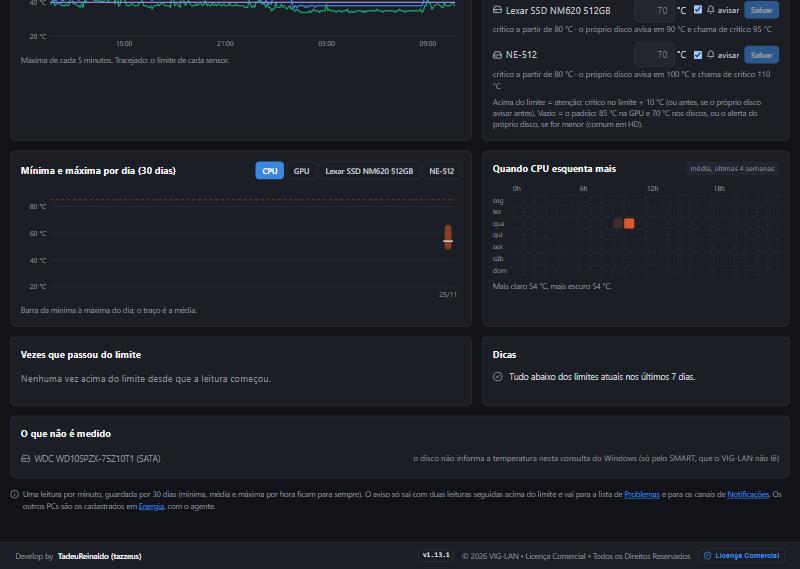 40 °C
20 °C
15:00
21:00
03:00
09:00
Máxima de cada 5 minutos. Tracejado: o limite de cada sensor.
Lexar SSD NM620 512GB
70 °C avisar Salvar
crítico a partir de 80 °C · o próprio disco avisa em 90 °C e chama de crítico 95 °C
NE-512
70 °C avisar Salvar
crítico a partir de 80 °C · o próprio disco avisa em 100 °C e chama de crítico 110
°C
Acima do limite = atenção; crítico no limite + 10 °C (ou antes, se o próprio disco
avisar antes). Vazio = o padrão: 85 °C na GPU e 70 °C nos discos, ou o alerta do
próprio disco, se for menor (comum em HD).
Mínima e máxima por dia (30 dias)
CPU GPU Lexar SSD NM620 512GB NE-512
80 °C
60 °C
40 °C
20 °C
25/11
Barra da mínima à máxima do dia; o traço é a média.
Quando CPU esquenta mais
média, últimas 4 semanas
0h 6h 12h 18h
seg
ter
qua
qui
sex
sáb
dom
Mais claro 54 °C, mais escuro 54 °C.
Vezes que passou do limite
Nenhuma vez acima do limite desde que a leitura começou.
Dicas
Tudo abaixo dos limites atuais nos últimos 7 dias.
O que não é medido
WDC WD10SPZX-75Z10T1 (SATA)
o disco não informa a temperatura nesta consulta do Windows (só pelo SMART, que o VIG-LAN não lê)
Uma leitura por minuto, guardada por 30 dias (mínima, média e máxima por hora ficam para sempre). O aviso só sai com duas leituras seguidas acima do limite e vai para a lista de Problemas e para os canais de Notificações. Os
outros PCs são os cadastrados em Energia, com o agente.
Develop by TadeuReinaldo (tazzeus)
v1.13.1
© 2026 VIG-LAN • Licença Comercial • Todos os Direitos Reservados
Licença Comercial